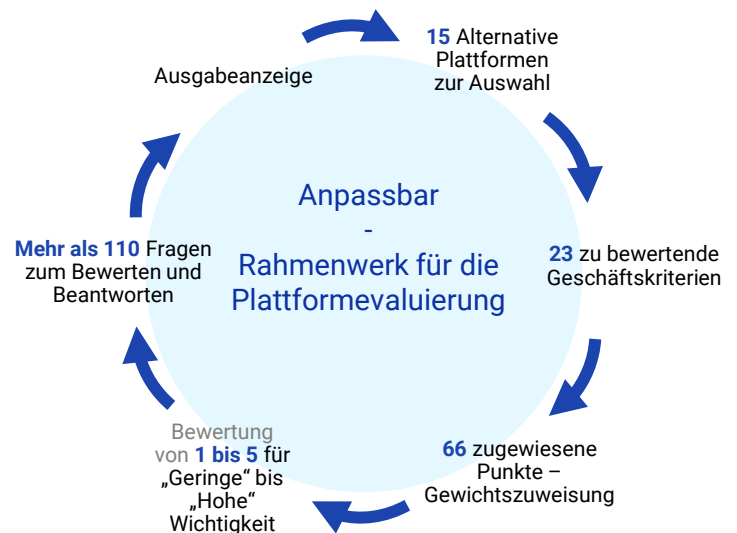 15 Alternative
Plattformen
zur Auswahl
Ausgabeanzeige
Anpassbar
-
Rahmenwerk für die
Plattformevaluierung
23 zu bewertende
Geschäftskriterien
66 zugewiesene
Punkte –
Gewichtszuweisung
Bewertung
von 1 bis 5 für
„Geringe“ bis
„Hohe“
Wichtigkeit
Mehr als 110 Fragen
zum Bewerten und
Beantworten